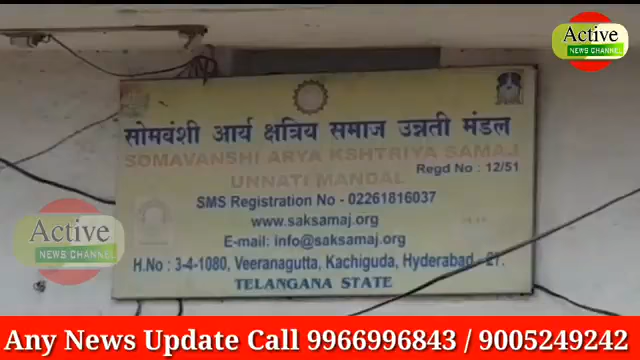 Active
NEWS CHANNEL
सोमवंशी आर्य क्षत्रिय समाज उन्नती मंडल
SOMAVANSHI ARYA KSHTRIYA SAMAJ
UNNATI MANDAL
Regd No : 12/51
SMS Registration No - 02261816037
www.saksamaj.org
E-mail: info@saksamaj.org
H.No : 3-4-1080, Veeranagutta, Kachiguda, Hyderabad - 27.
TELANGANA STATE
Active
NEWS CHANNEL
Any News Update Call 9966996843 / 9005249242